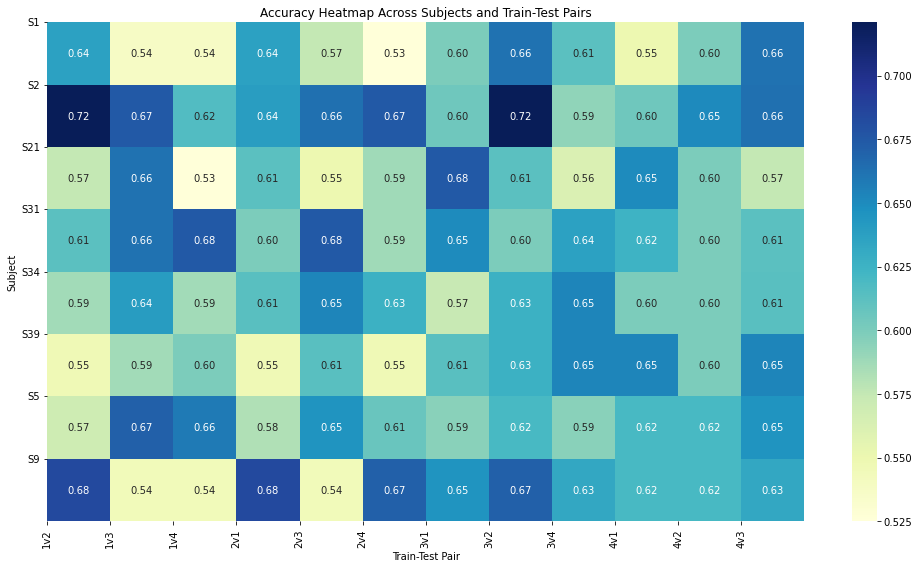 Accuracy Heatmap Across Subjects and Train-Test Pairs
S1
0.64 0.54 0.54 0.64 0.57 0.53 0.60 0.66 0.61 0.55 0.60 0.66
S2
0.72 0.67 0.62 0.64 0.66 0.67 0.60 0.72 0.59 0.60 0.65 0.66
S21
0.57 0.66 0.53 0.61 0.55 0.59 0.68 0.61 0.56 0.65 0.60 0.57
S31
0.61 0.66 0.68 0.60 0.68 0.59 0.65 0.60 0.64 0.62 0.60 0.61
S34
0.59 0.64 0.59 0.61 0.65 0.63 0.57 0.63 0.65 0.60 0.60 0.61
S39
0.55 0.59 0.60 0.55 0.61 0.55 0.61 0.63 0.65 0.65 0.60 0.65
S5
0.57 0.67 0.66 0.58 0.65 0.61 0.59 0.62 0.59 0.62 0.62 0.65
S9
0.68 0.54 0.54 0.68 0.54 0.67 0.65 0.67 0.63 0.62 0.62 0.63
Subject
1v2 1v3 1v4 2v1 2v3 2v4 3v1 3v2 3v4 4v1 4v2 4v3
Train-Test Pair
0.700
0.675
0.650
0.625
0.600
0.575
0.550
0.525